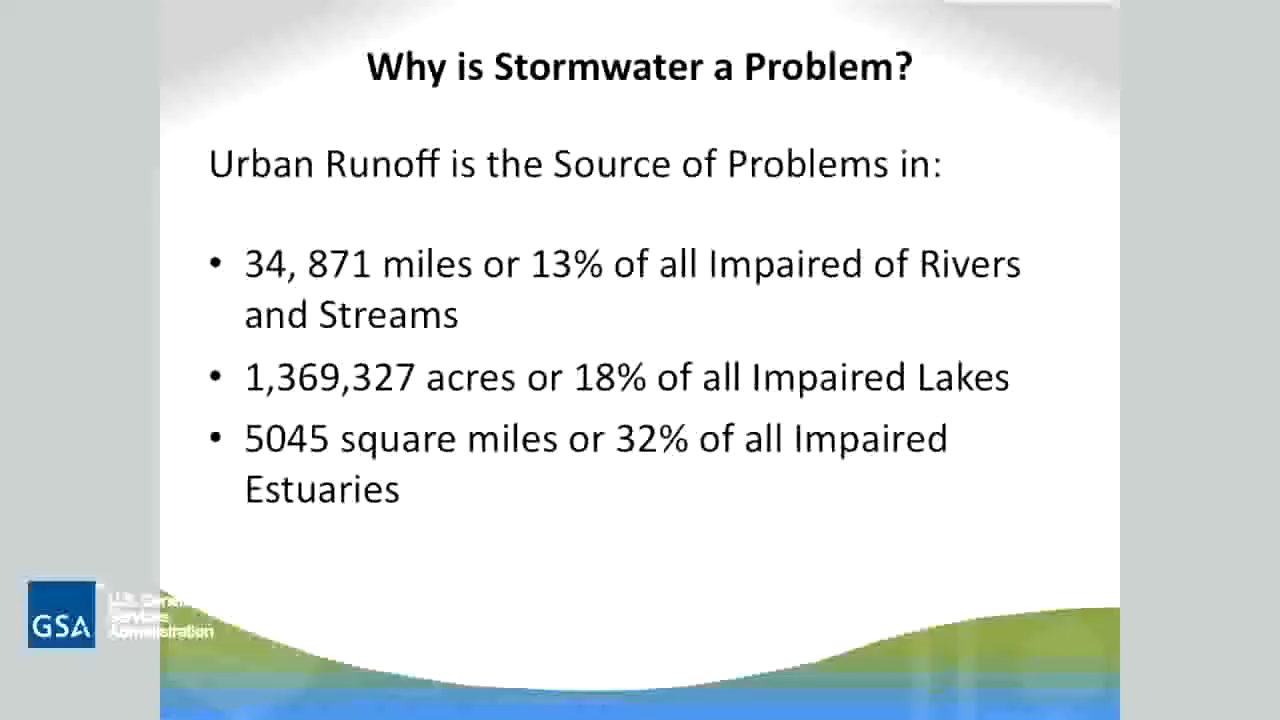 Why is Stormwater a Problem?
Urban Runoff is the Source of Problems in:
• 34, 871 miles or 13% of all Impaired of Rivers
and Streams
• 1,369,327 acres or 18% of all Impaired Lakes
• 5045 square miles or 32% of all Impaired
Estuaries
GSA
U.S. General
Services
Administration